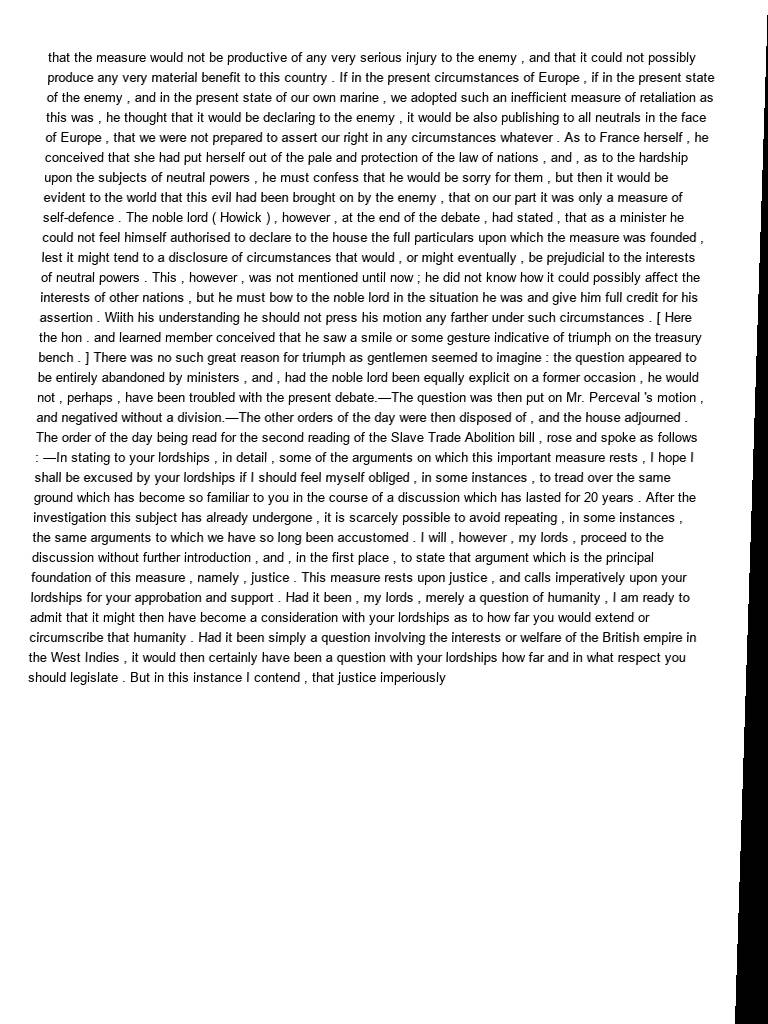 that the measure would not be productive of any very serious injury to the enemy , and that it could not possibly
produce any very material benefit to this country . If in the present circumstances of Europe , if in the present state
of the enemy , and in the present state of our own marine , we adopted such an inefficient measure of retaliation as
this was , he thought that it would be declaring to the enemy , it would be also publishing to all neutrals in the face
of Europe , that we were not prepared to assert our right in any circumstances whatever . As to France herself , he
conceived that she had put herself out of the pale and protection of the law of nations , and , as to the hardship
upon the subjects of neutral powers , he must confess that he would be sorry for them , but then it would be
evident to the world that this evil had been brought on by the enemy , that on our part it was only a measure of
self-defence . The noble lord ( Howick ) , however , at the end of the debate , had stated , that as a minister he
could not feel himself authorised to declare to the house the full particulars upon which the measure was founded ,
lest it might tend to a disclosure of circumstances that would , or might eventually , be prejudicial to the interests
of neutral powers . This , however , was not mentioned until now ; he did not know how it could possibly affect the
interests of other nations , but he must bow to the noble lord in the situation he was and give him full credit for his
assertion . Wiith his understanding he should not press his motion any farther under such circumstances . [ Here
the hon . and learned member conceived that he saw a smile or some gesture indicative of triumph on the treasury
bench . ] There was no such great reason for triumph as gentlemen seemed to imagine : the question appeared to
be entirely abandoned by ministers , and , had the noble lord been equally explicit on a former occasion , he would
not , perhaps , have been troubled with the present debate.—The question was then put on Mr. Perceval 's motion ,
and negatived without a division.—The other orders of the day were then disposed of , and the house adjourned .
The order of the day being read for the second reading of the Slave Trade Abolition bill , rose and spoke as follows
: —In stating to your lordships , in detail , some of the arguments on which this important measure rests , I hope I
shall be excused by your lordships if I should feel myself obliged , in some instances , to tread over the same
ground which has become so familiar to you in the course of a discussion which has lasted for 20 years . After the
investigation this subject has already undergone , it is scarcely possible to avoid repeating , in some instances ,
the same arguments to which we have so long been accustomed . I will , however , my lords , proceed to the
discussion without further introduction , and , in the first place , to state that argument which is the principal
foundation of this measure , namely , justice . This measure rests upon justice , and calls imperatively upon your
lordships for your approbation and support . Had it been , my lords , merely a question of humanity , I am ready to
admit that it might then have become a consideration with your lordships as to how far you would extend or
circumscribe that humanity . Had it been simply a question involving the interests or welfare of the British empire in
the West Indies , it would then certainly have been a question with your lordships how far and in what respect you
should legislate . But in this instance I contend , that justice imperiously